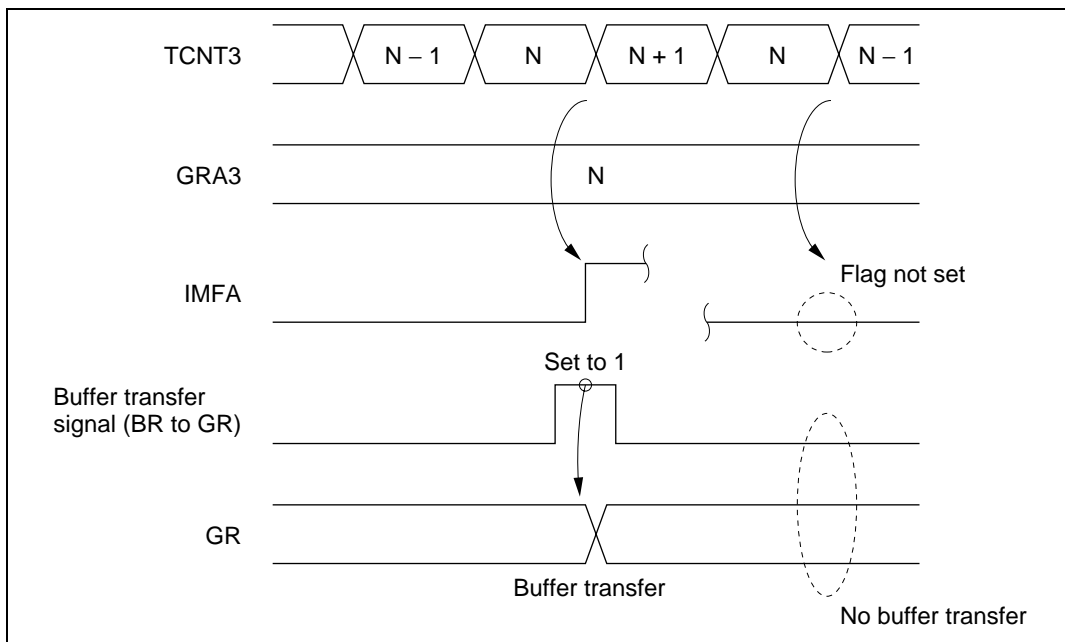 TCNT3
N – 1
N
N + 1
N
N – 1
GRA3
N
IMFA
Flag not set
Set to 1
Buffer transfer
signal (BR to GR)
GR
Buffer transfer
No buffer transfer